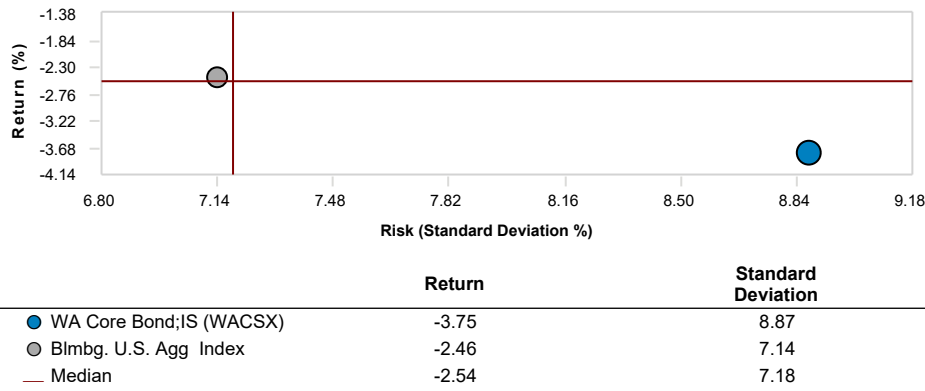 Return (%)
-1.38
-1.84
-2.30
-2.76
-3.22
-3.68
-4.14
6.80 7.14 7.48 7.82 8.16 8.50 8.84 9.18
Risk (Standard Deviation %)
Return Standard Deviation
WA Core Bond;IS (WACSX) -3.75 8.87
Blmbg. U.S. Agg Index -2.46 7.14
Median -2.54 7.18